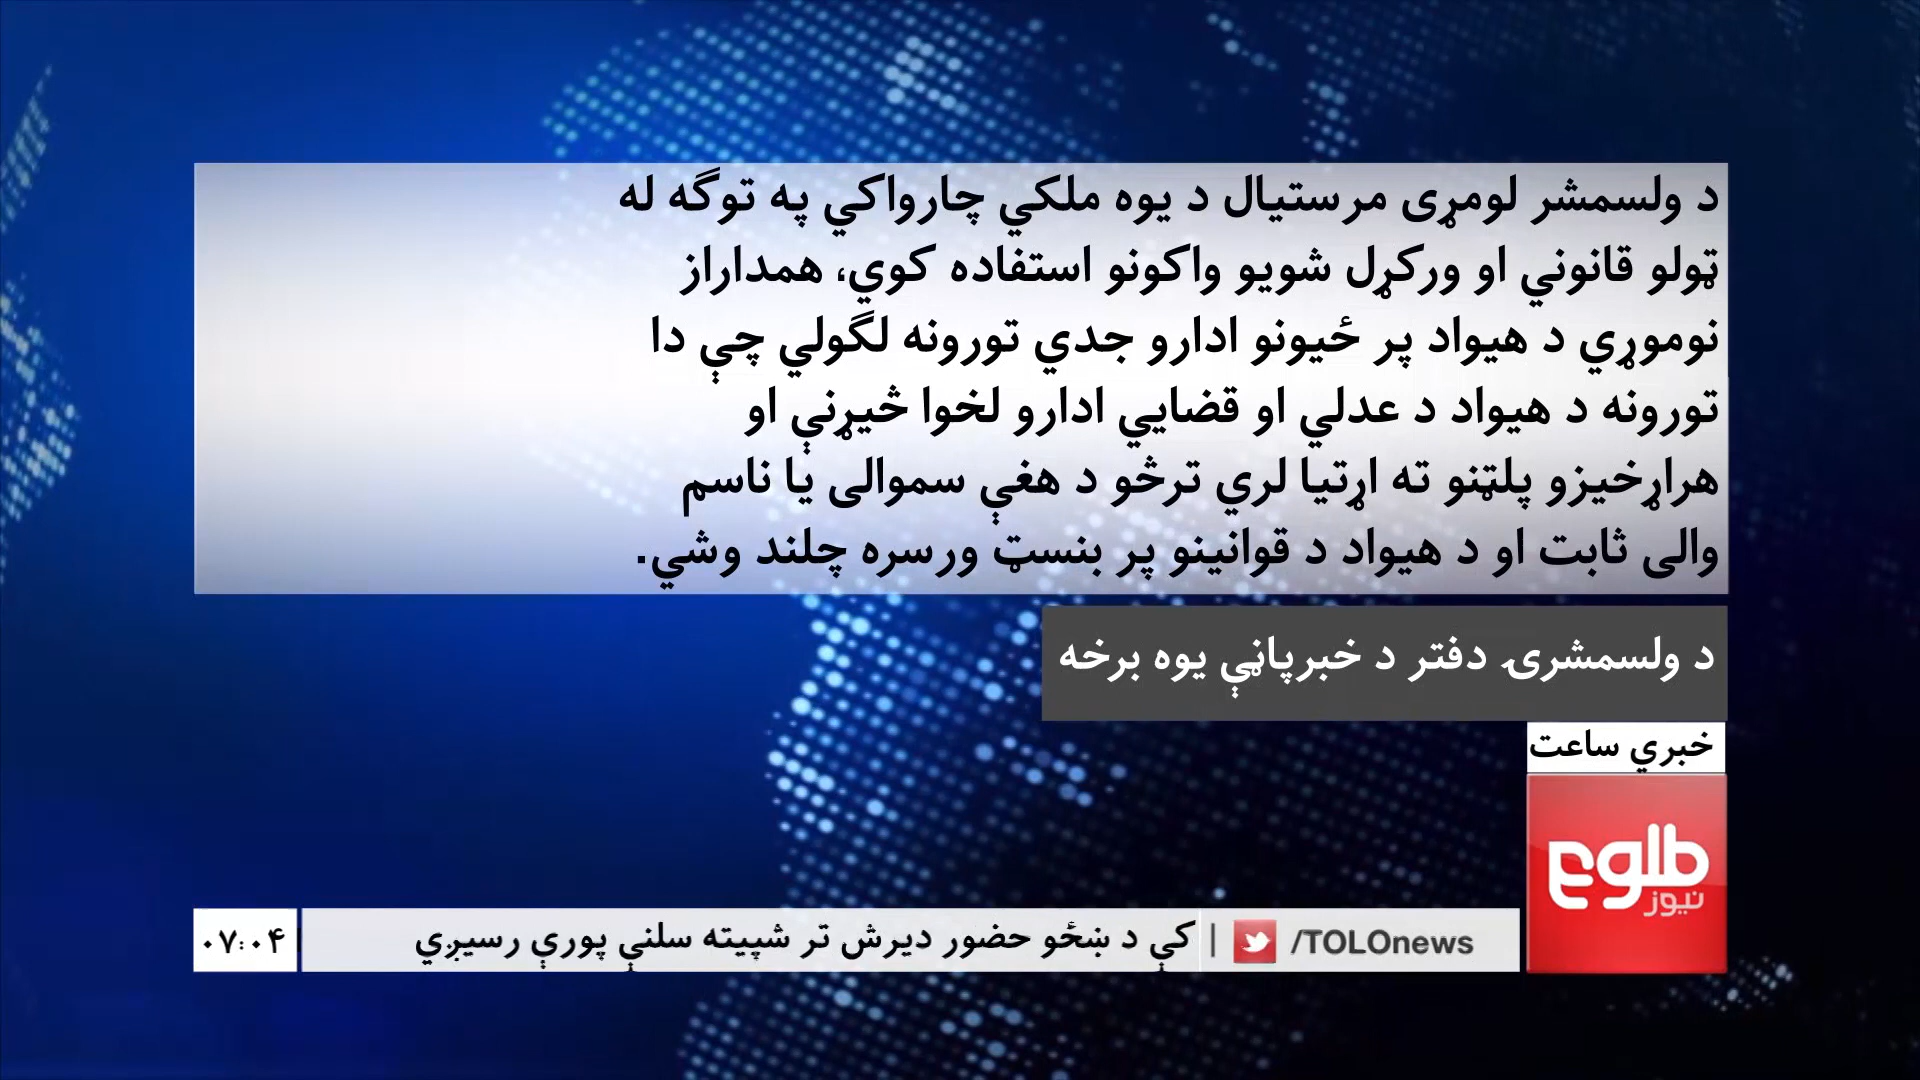 د ولسمشر لومړی مرستیال د یوه ملکي چارواکي په توګه له
ټولو قانوني او ورکړل شویو واکونو استفاده کوي، همداراز
نوموړي د هیواد پر ځیونو ادارو جدي تورونه لګولي چې دا
تورونه د هیواد د عدلي او قضایي ادارو لخوا څیړنې او
هراړخیزو پلټنو ته اړتیا لري ترڅو د هغې سموالی یا ناسم
والی ثابت او د هیواد د قوانینو پر بنسټ ورسره چلند وشي.
د ولسمشرۍ دفتر د خبرپاڼې یوه برخه
خبري ساعت
طلوع
نیوز
/TOLOnews | کې د ښځو حضور دیرش تر شپیته سلنې پورې رسیږي
۰۷:۰۴